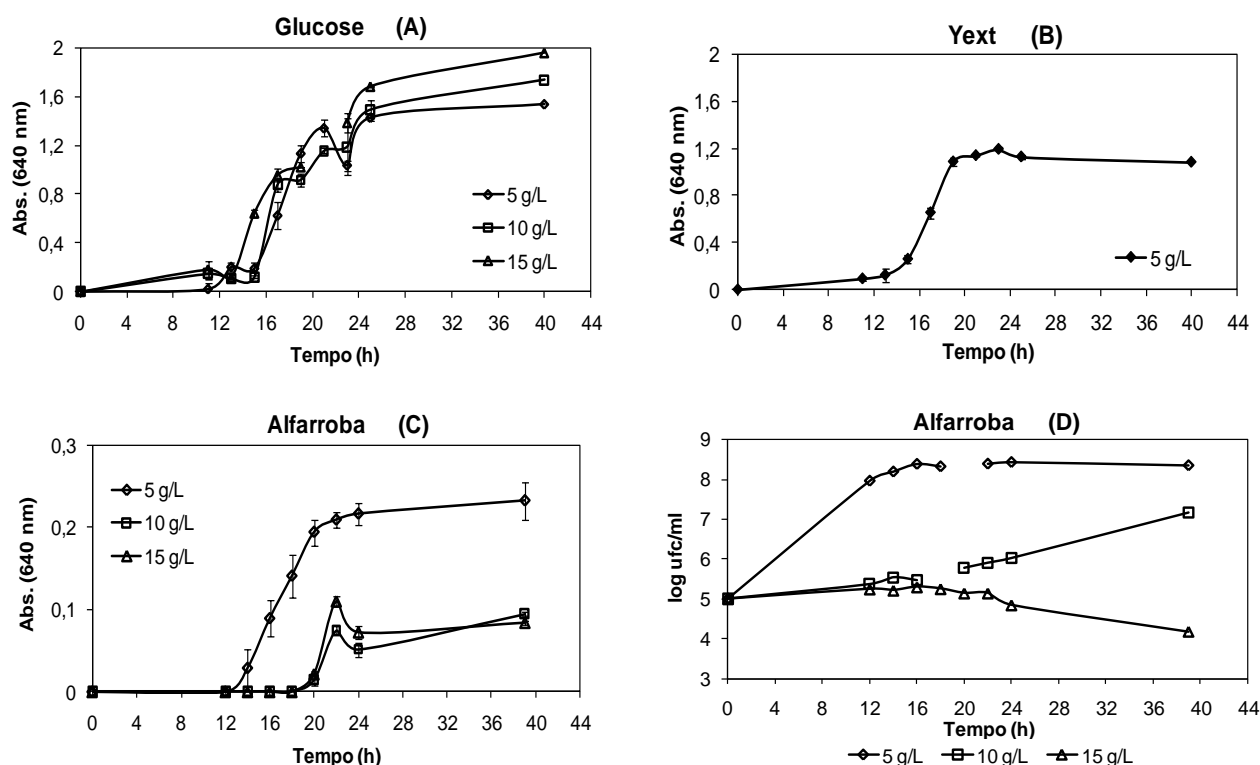 Glucose (A)
2
1,6
1,2
0,8
0,4
0
Abs. (640 nm)
5 g/L
10 g/L
15 g/L
0 4 8 12 16 20 24 28 32 36 40 44
Tempo (h)
Yext (B)
2
1,6
1,2
0,8
0,4
0
Abs. (640 nm)
5 g/L
0 4 8 12 16 20 24 28 32 36 40 44
Tempo (h)
Alfarroba (C)
0,3
0,2
0,1
0
Abs. (640 nm)
5 g/L
10 g/L
15 g/L
0 4 8 12 16 20 24 28 32 36 40 44
Tempo (h)
Alfarroba (D)
9
8
7
6
5
4
3
log ufc/ml
0 4 8 12 16 20 24 28 32 36 40 44
Tempo (h)
5 g/L 10 g/L 15 g/L